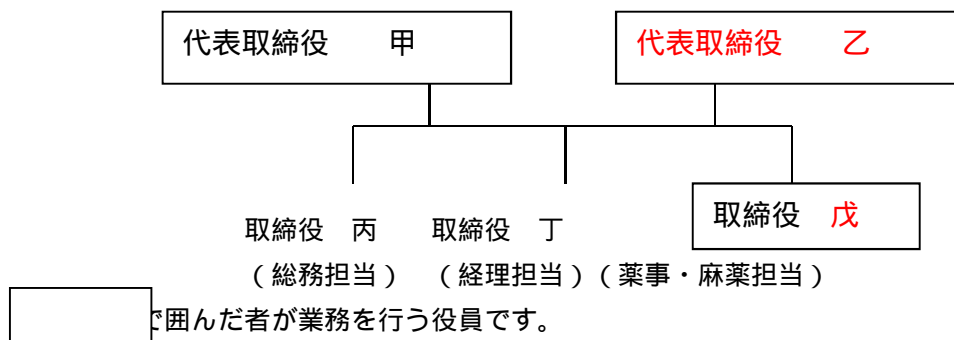 代表取締役　　甲
代表取締役　　乙
取締役　戊
取締役　丙　　取締役　丁
（総務担当）　（経理担当）（薬事・麻薬担当）
で囲んだ者が業務を行う役員です。